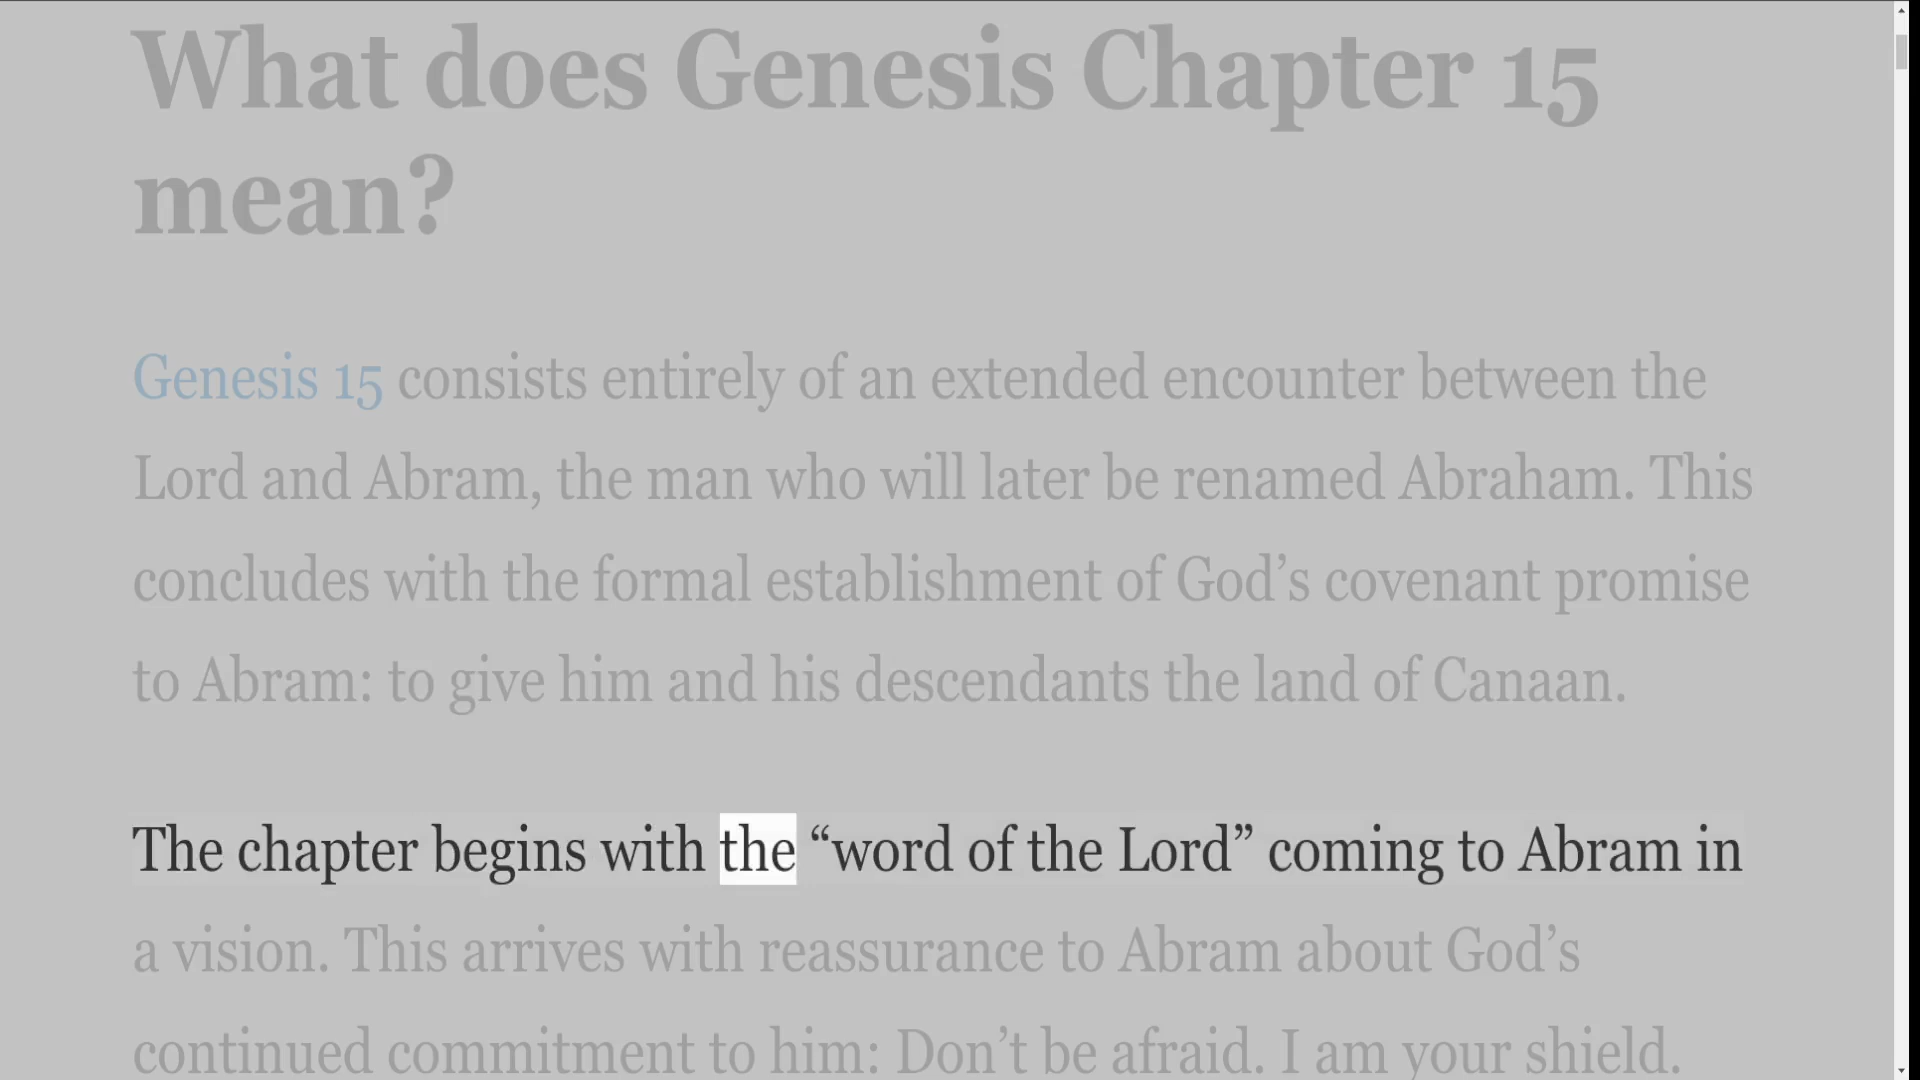 What does Genesis Chapter 15
mean?
Genesis 15 consists entirely of an extended encounter between the
Lord and Abram, the man who will later be renamed Abraham. This
concludes with the formal establishment of God’s covenant promise
to Abram: to give him and his descendants the land of Canaan.
The chapter begins with the “word of the Lord” coming to Abram in
a vision. This arrives with reassurance to Abram about God’s
continued commitment to him: Don’t be afraid. I am your shield.